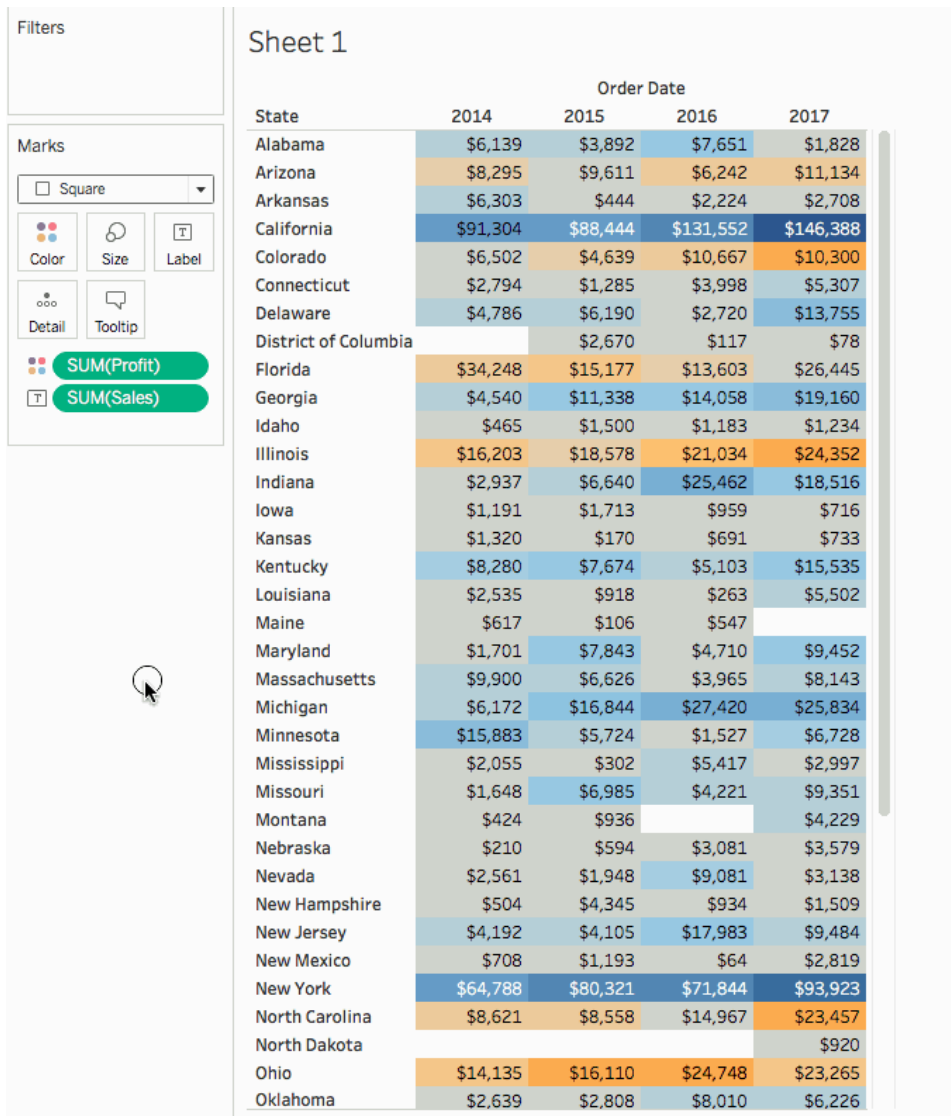 Filters
Marks
Square
Color Size Label
Detail Tooltip
SUM(Profit)
SUM(Sales)
Sheet 1
Order Date
State 2014 2015 2016 2017
Alabama $6,139 $3,892 $7,651 $1,828
Arizona $8,295 $9,611 $6,242 $11,134
Arkansas $6,303 $444 $2,224 $2,708
California $91,304 $88,444 $131,552 $146,388
Colorado $6,502 $4,639 $10,667 $10,300
Connecticut $2,794 $1,285 $3,998 $5,307
Delaware $4,786 $6,190 $2,720 $13,755
District of Columbia $2,670 $117 $78
Florida $34,248 $15,177 $13,603 $26,445
Georgia $4,540 $11,338 $14,058 $19,160
Idaho $465 $1,500 $1,183 $1,234
Illinois $16,203 $18,578 $21,034 $24,352
Indiana $2,937 $6,640 $25,462 $18,516
Iowa $1,191 $1,713 $959 $716
Kansas $1,320 $170 $691 $733
Kentucky $8,280 $7,674 $5,103 $15,535
Louisiana $2,535 $918 $263 $5,502
Maine $617 $106 $547
Maryland $1,701 $7,843 $4,710 $9,452
Massachusetts $9,900 $6,626 $3,965 $8,143
Michigan $6,172 $16,844 $27,420 $25,834
Minnesota $15,883 $5,724 $1,527 $6,728
Mississippi $2,055 $302 $5,417 $2,997
Missouri $1,648 $6,985 $4,221 $9,351
Montana $424 $936 $4,229
Nebraska $210 $594 $3,081 $3,579
Nevada $2,561 $1,948 $9,081 $3,138
New Hampshire $504 $4,345 $934 $1,509
New Jersey $4,192 $4,105 $17,983 $9,484
New Mexico $708 $1,193 $64 $2,819
New York $64,788 $80,321 $71,844 $93,923
North Carolina $8,621 $8,558 $14,967 $23,457
North Dakota $920
Ohio $14,135 $16,110 $24,748 $23,265
Oklahoma $2,639 $2,808 $8,010 $6,226